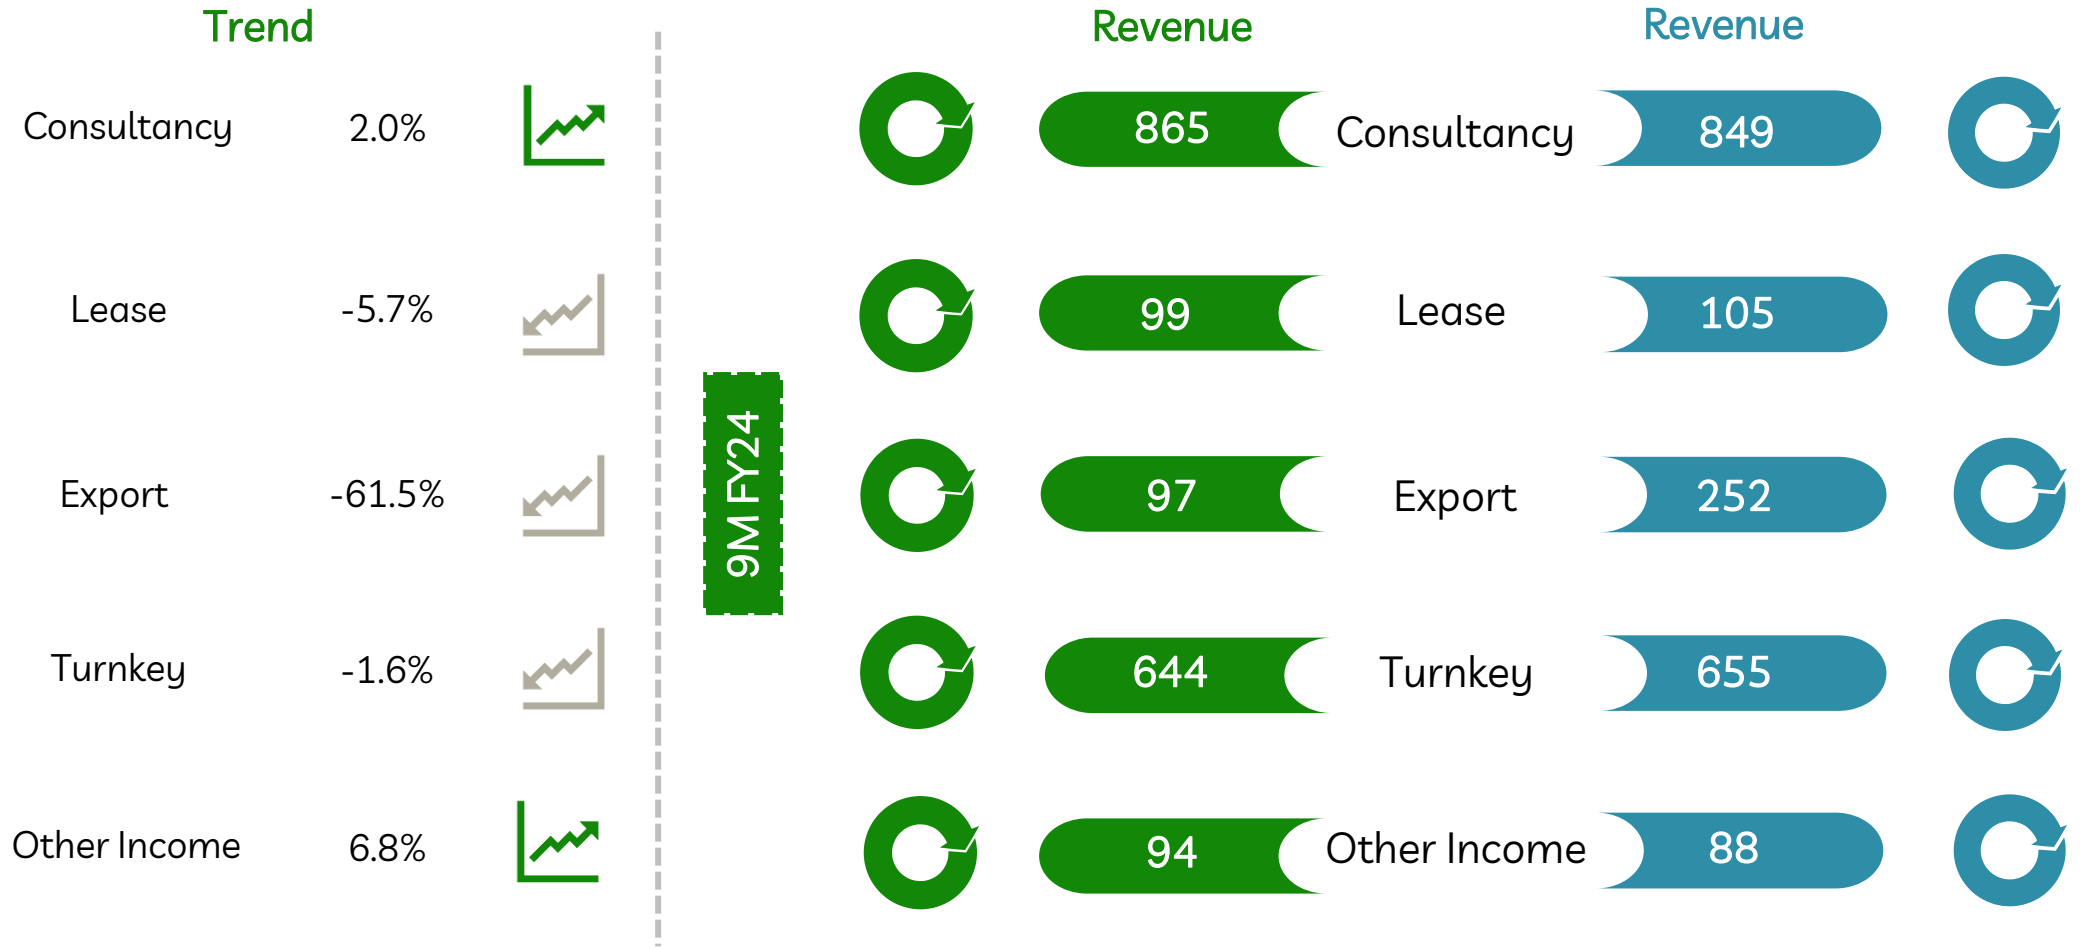 Trend
Revenue
Revenue
Consultancy 2.0%
865 Consultancy 849
Lease -5.7%
99 Lease 105
Export -61.5%
97 Export 252
9M FY24
Turnkey -1.6%
644 Turnkey 655
Other Income 6.8%
94 Other Income 88